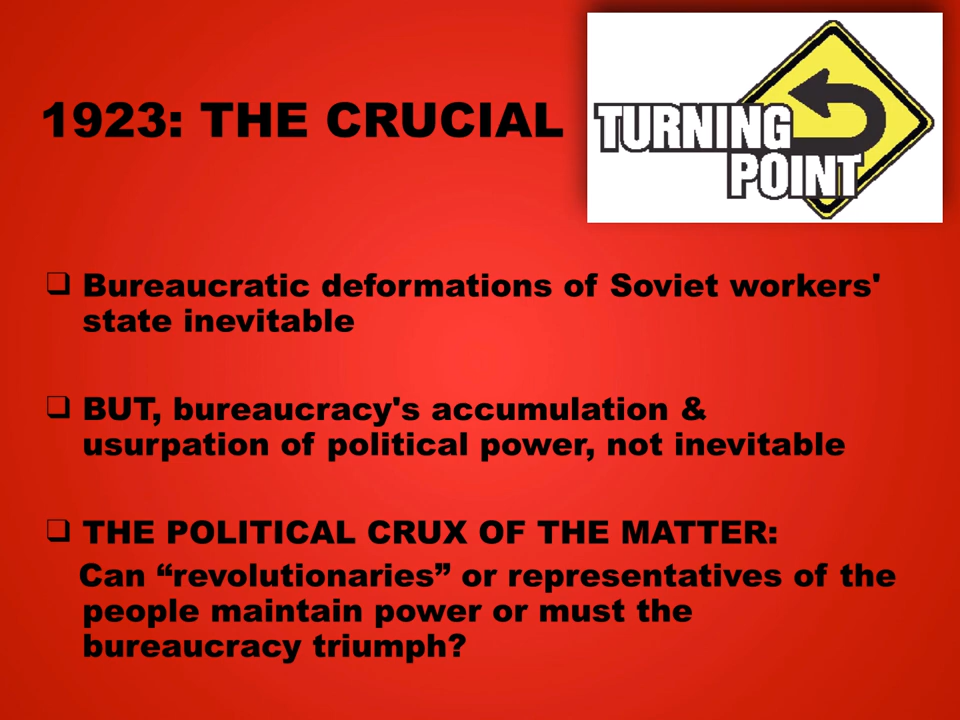 1923: THE CRUCIAL
TURNING
POINT
❑ Bureaucratic deformations of Soviet workers'
state inevitable
❑ BUT, bureaucracy's accumulation &
usurpation of political power, not inevitable
❑ THE POLITICAL CRUX OF THE MATTER:
Can “revolutionaries” or representatives of the
people maintain power or must the
bureaucracy triumph?